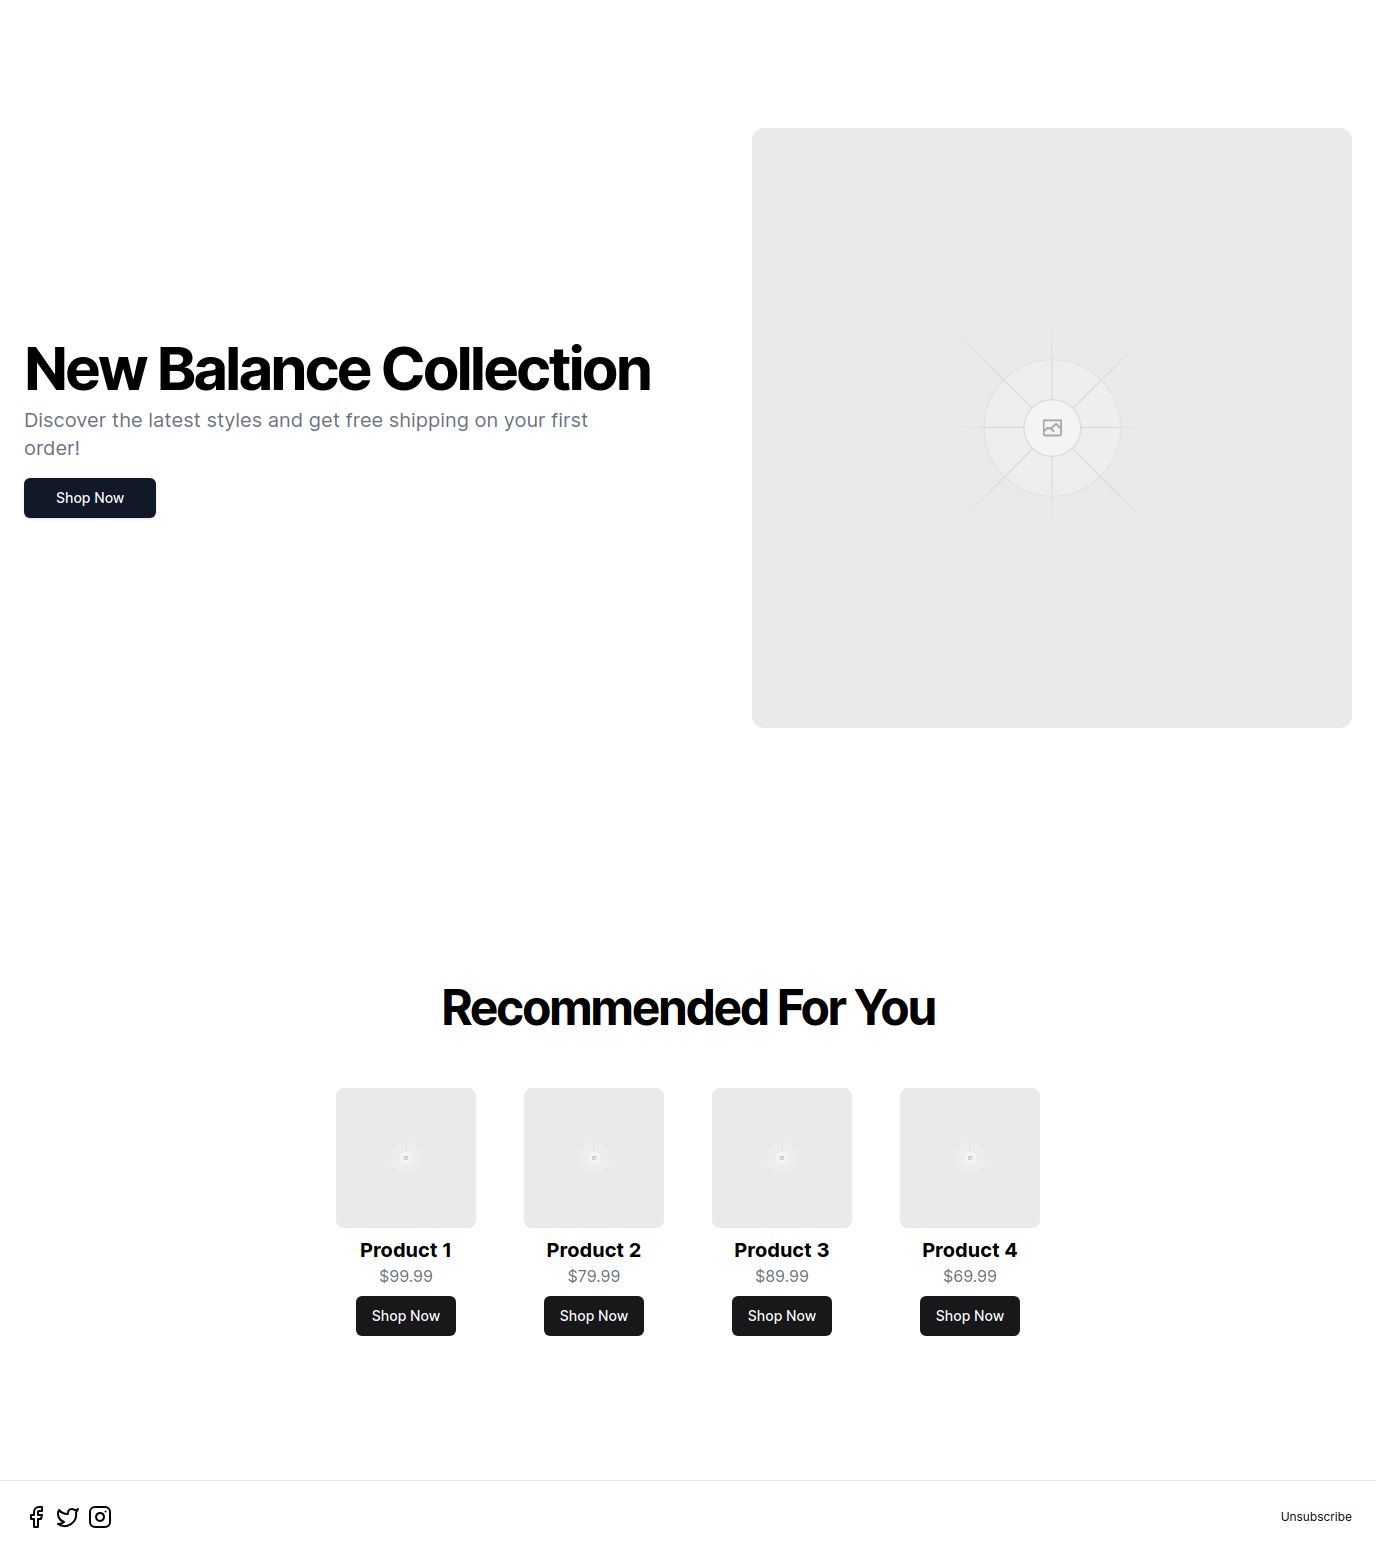 New Balance Collection
Discover the latest styles and get free shipping on your first
order!
Shop Now
Recommended For You
Product 1
$99.99
Shop Now
Product 2
$79.99
Shop Now
Product 3
$89.99
Shop Now
Product 4
$69.99
Shop Now
Unsubscribe